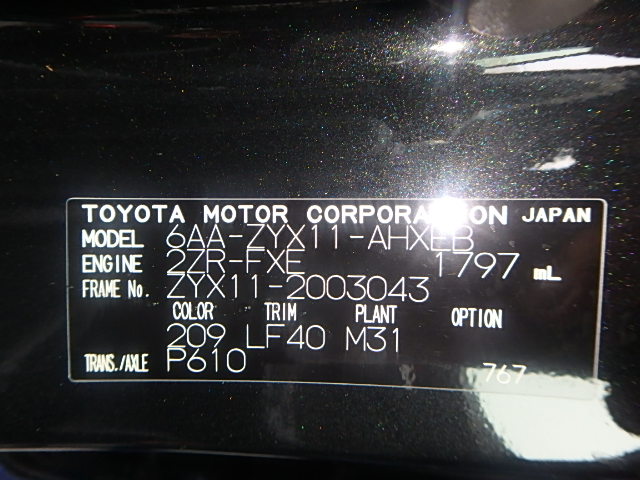 TOYOTA MOTOR CORPORATION JAPAN
MODEL 6AA-ZYX11-AHXEB
ENGINE 2ZR-FXE 1797 mL
FRAME No. ZYX11-2003043
COLOR TRIM PLANT OPTION
209 LF40 M31
TRANS./AXLE P610
767